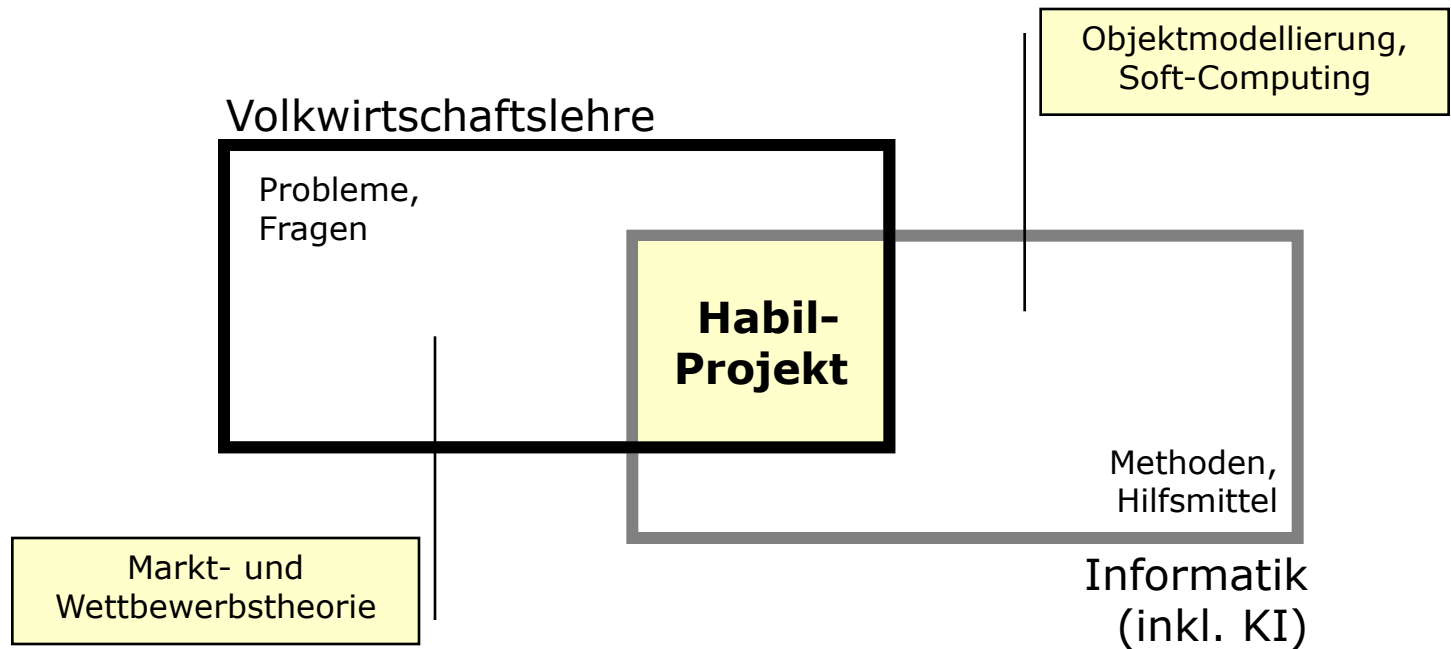 Objektmodellierung,
Soft-Computing
Volkwirtschaftslehre
Probleme,
Fragen
Habil-
Projekt
Methoden,
Hilfsmittel
Markt- und
Wettbewerbstheorie
Informatik
(inkl. KI)